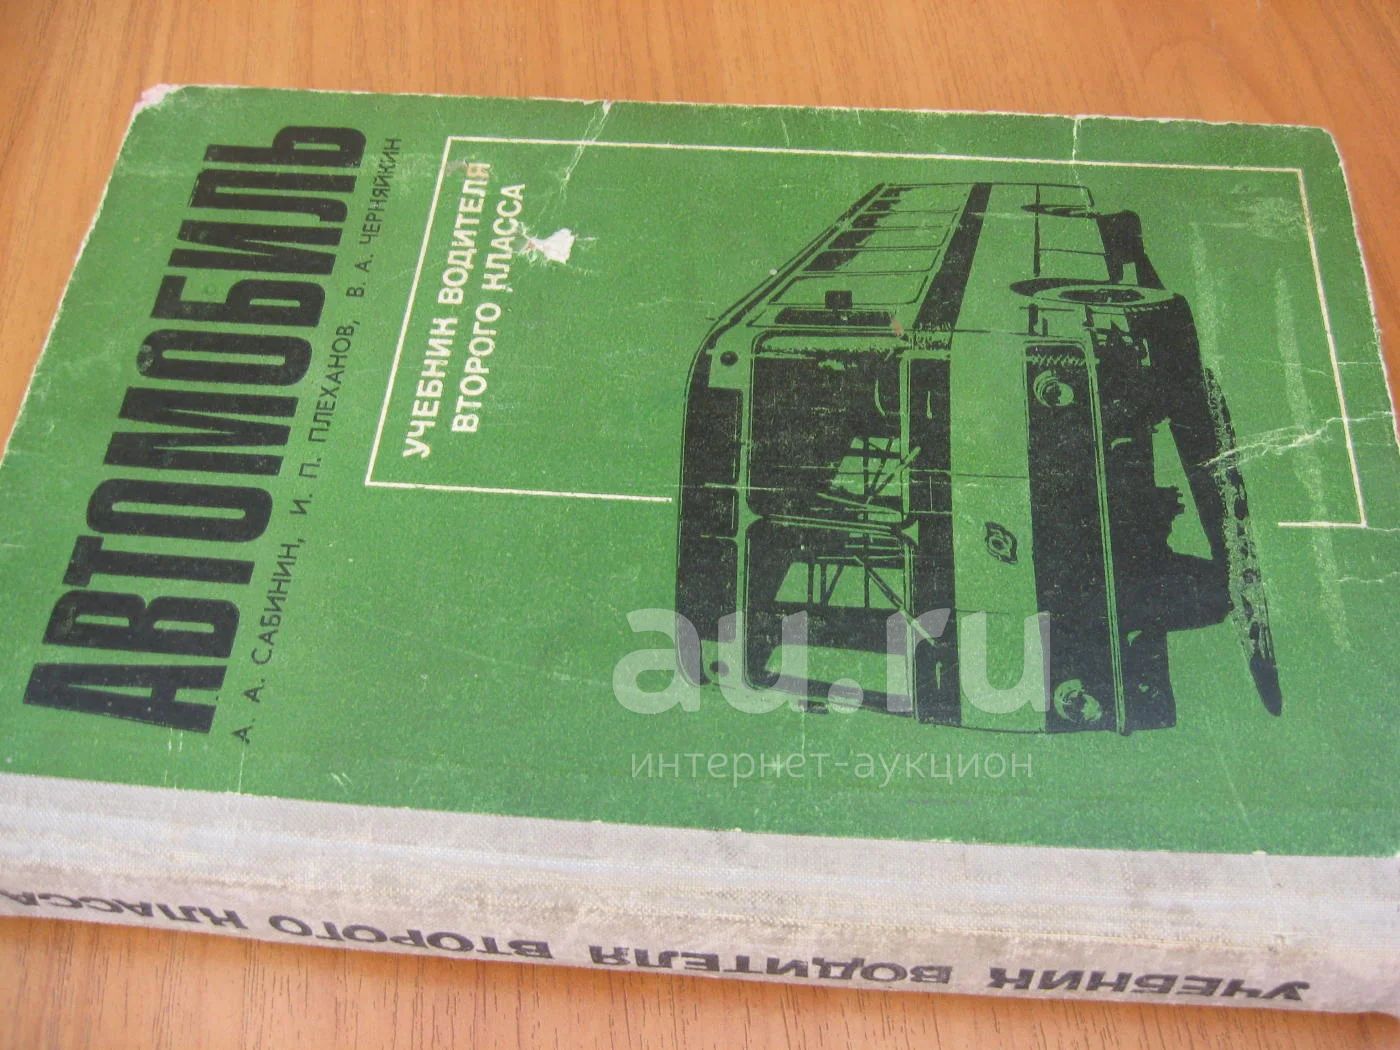 АВТОМОБИЛЬ
А. А. САБИНИН, И. П. ПЛЕХАНОВ, В. А. ЧЕРНЯЙКИН
УЧЕБНИК ВОДИТЕЛЯ
ВТОРОГО КЛАССА
au.ru
интернет-аукцион
УЧЕБНИК ВОДИТЕЛЯ ВТОРОГО КЛАССА